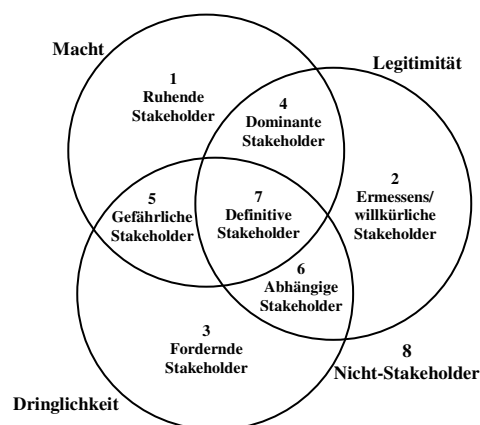 Macht
Legitimität
1
Ruhende
Stakeholder
4
Dominante
Stakeholder
2
Ermessens/
willkürliche
Stakeholder
5
Gefährliche
Stakeholder
7
Definitive
Stakeholder
6
Abhängige
Stakeholder
3
Fordernde
Stakeholder
8
Nicht-Stakeholder
Dringlichkeit